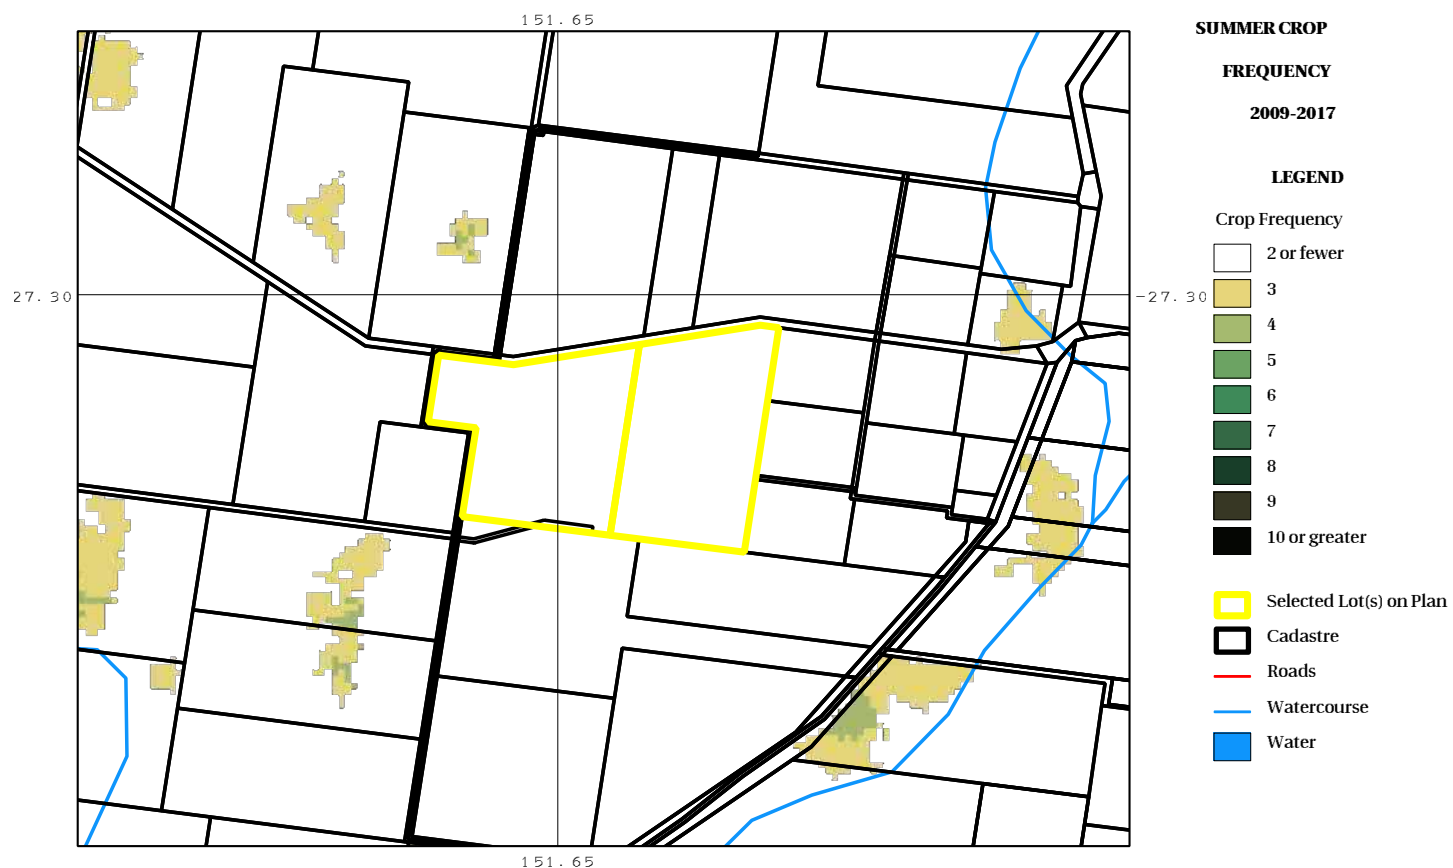 151.65
27.30
-27.30
151.65
SUMMER CROP
FREQUENCY
2009-2017
LEGEND
Crop Frequency
2 or fewer
3
4
5
6
7
8
9
10 or greater
Selected Lot(s) on Plan
Cadastre
Roads
Watercourse
Water